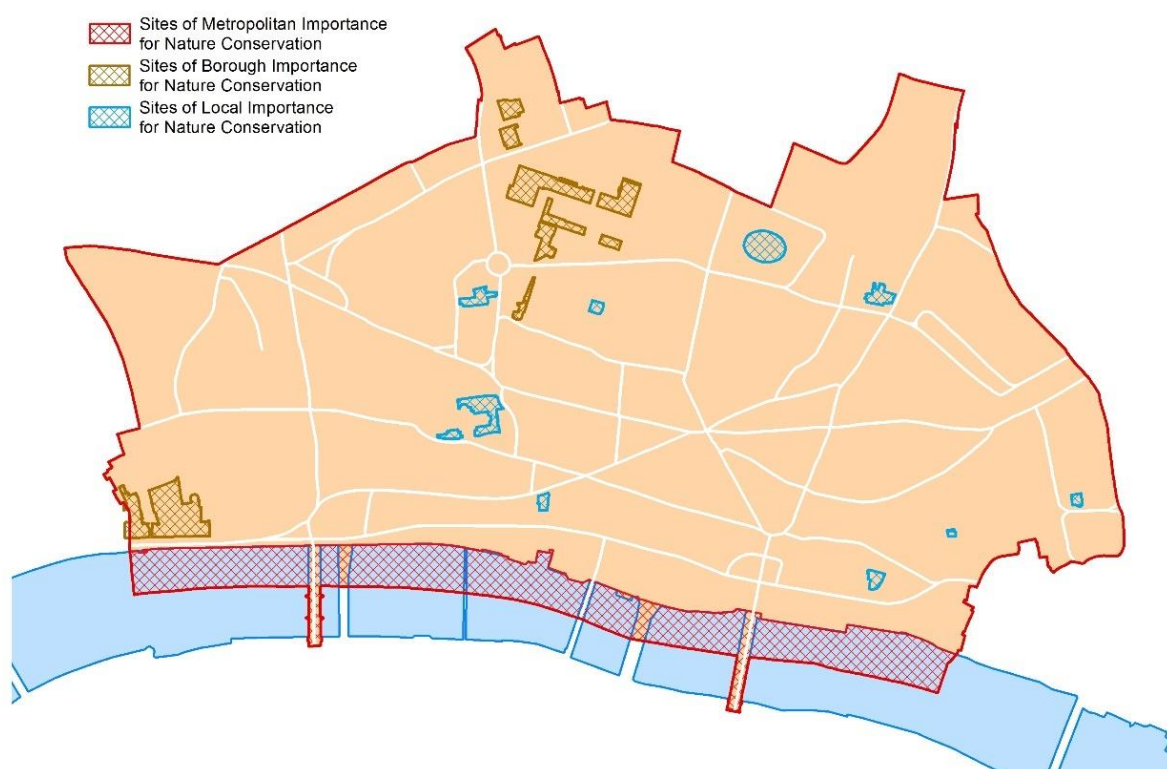 Sites of Metropolitan Importance
for Nature Conservation
Sites of Borough Importance
for Nature Conservation
Sites of Local Importance
for Nature Conservation